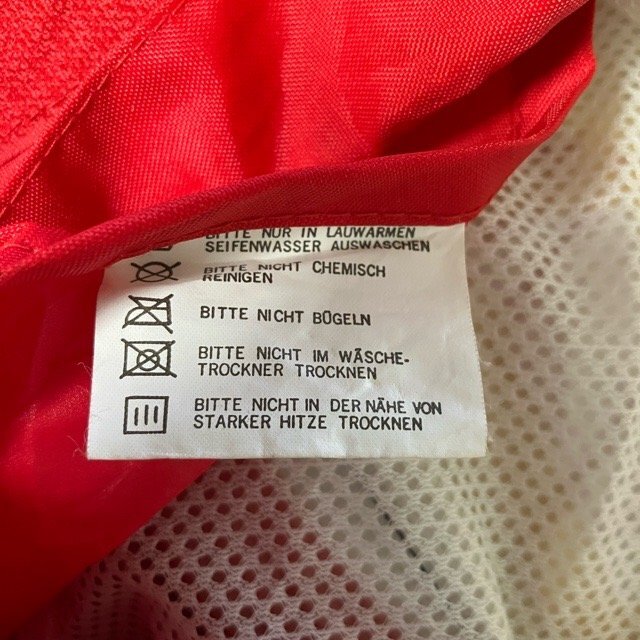 BITTE NUR IN LAUWARMEN
SEIFENWASSER AUSWASCHEN
BITTE NICHT CHEMISCH
REINIGEN
BITTE NICHT BÜGELN
BITTE NICHT IM WÄSCHE-
TROCKNER TROCKNEN
BITTE NICHT IN DER NÄHE VON
STARKER HITZE TROCKNEN